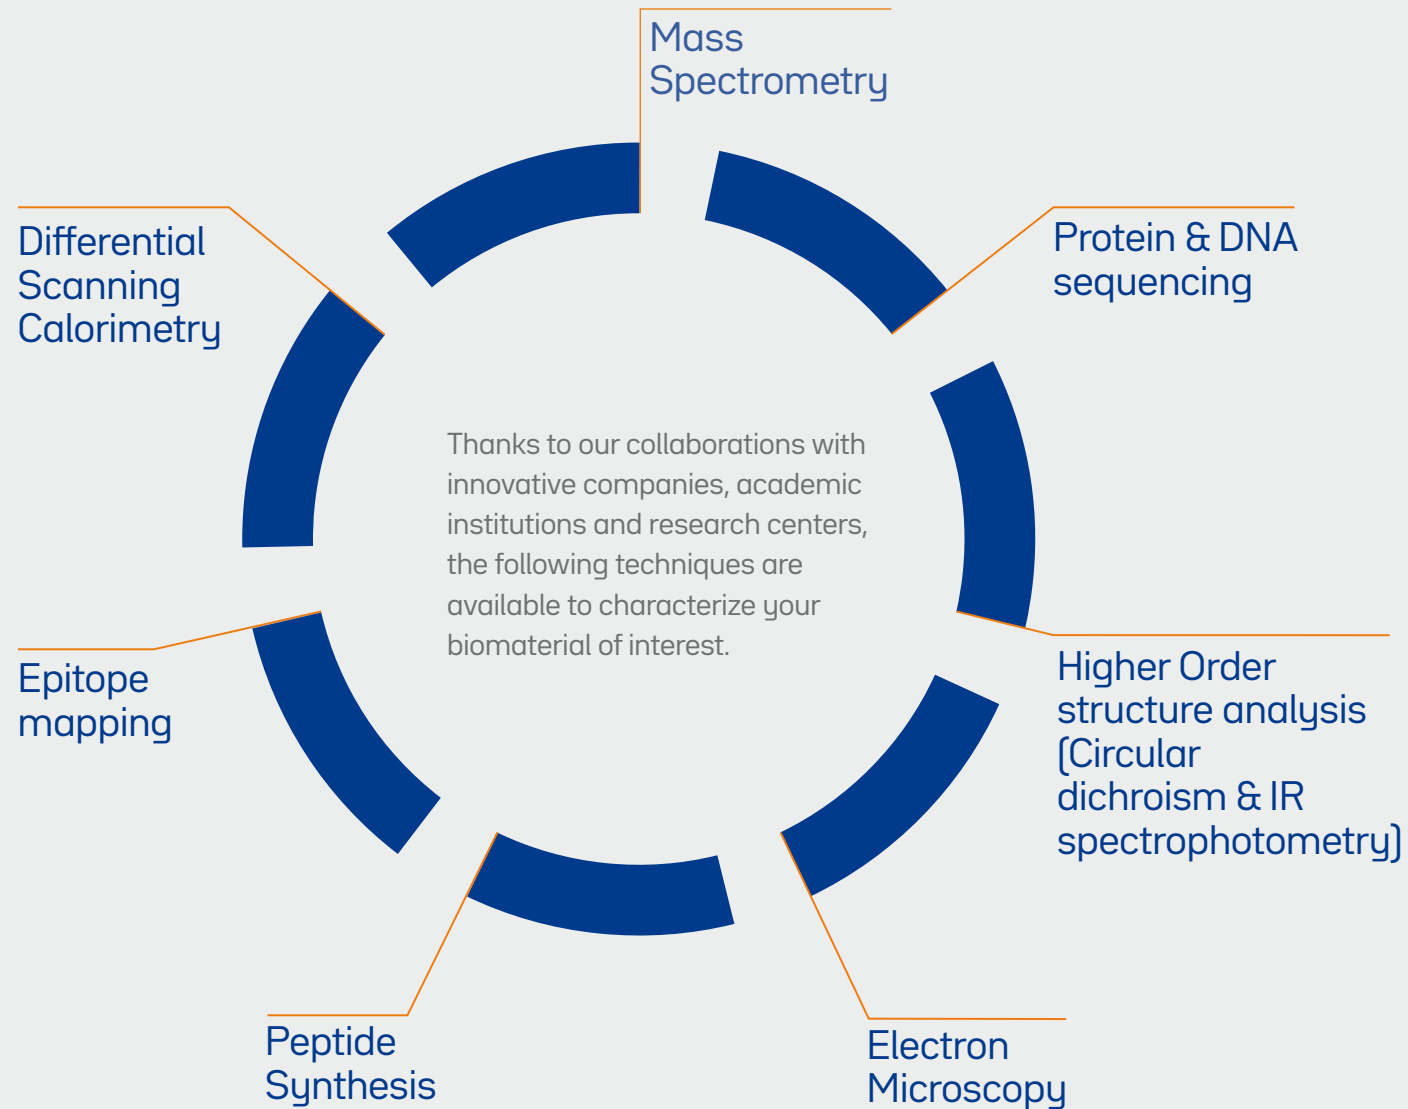 Mass
Spectrometry
Protein & DNA
sequencing
Higher Order
structure analysis
(Circular
dichroism & IR
spectrophotometry)
Electron
Microscopy
Peptide
Synthesis
Epitope
mapping
Differential
Scanning
Calorimetry
Thanks to our collaborations with
innovative companies, academic
institutions and research centers,
the following techniques are
available to characterize your
biomaterial of interest.